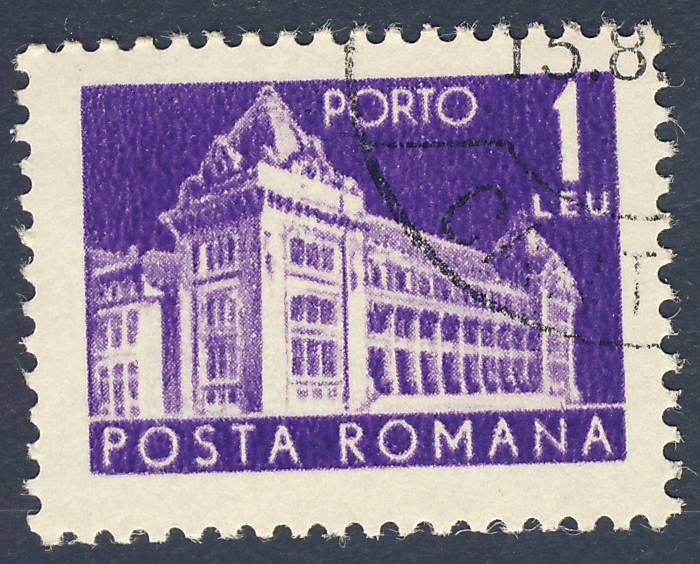 15.8
PORTO
1
LEU
POSTA ROMANA